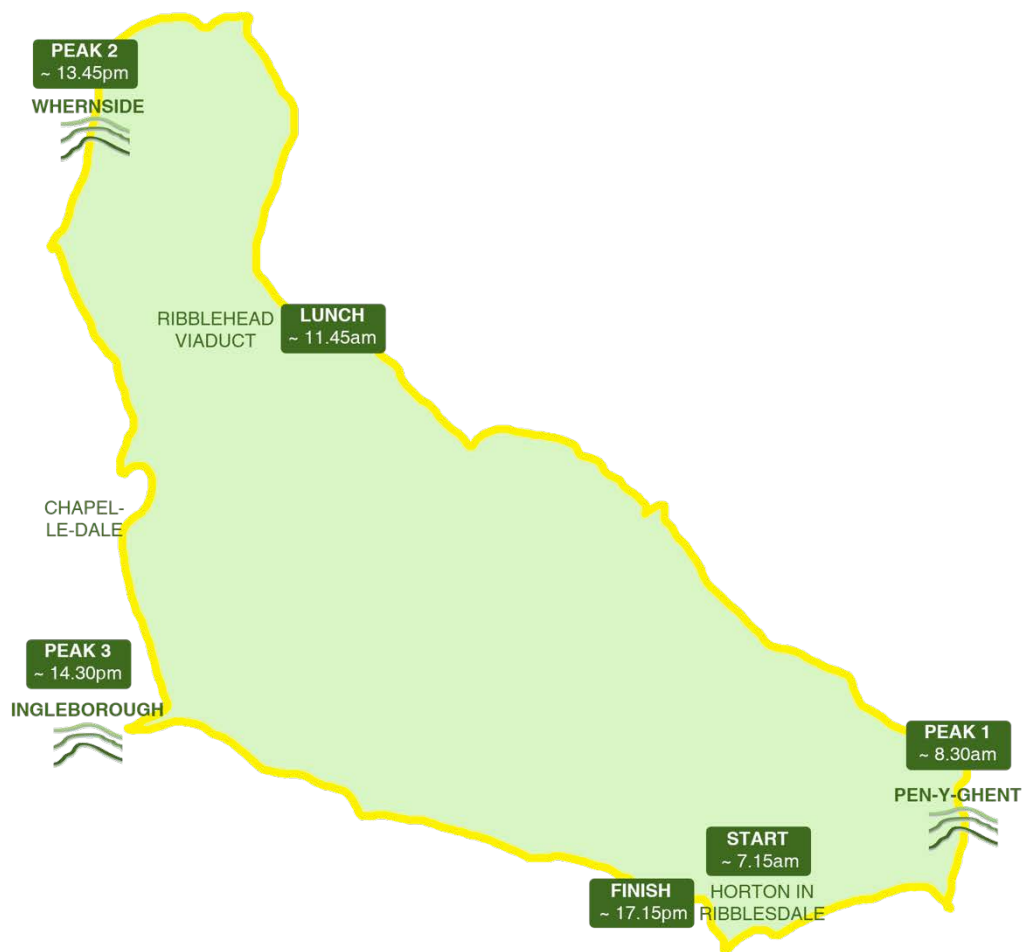 PEAK 2
~ 13.45pm
WHERNSIDE
RIBBLEHEAD
VIADUCT
LUNCH
~ 11.45am
CHAPEL-
LE-DALE
PEAK 3
~ 14.30pm
INGLEBOROUGH
PEAK 1
~ 8.30am
PEN-Y-GHENT
START
~ 7.15am
HORTON IN
RIBBLESDALE
FINISH
~ 17.15pm